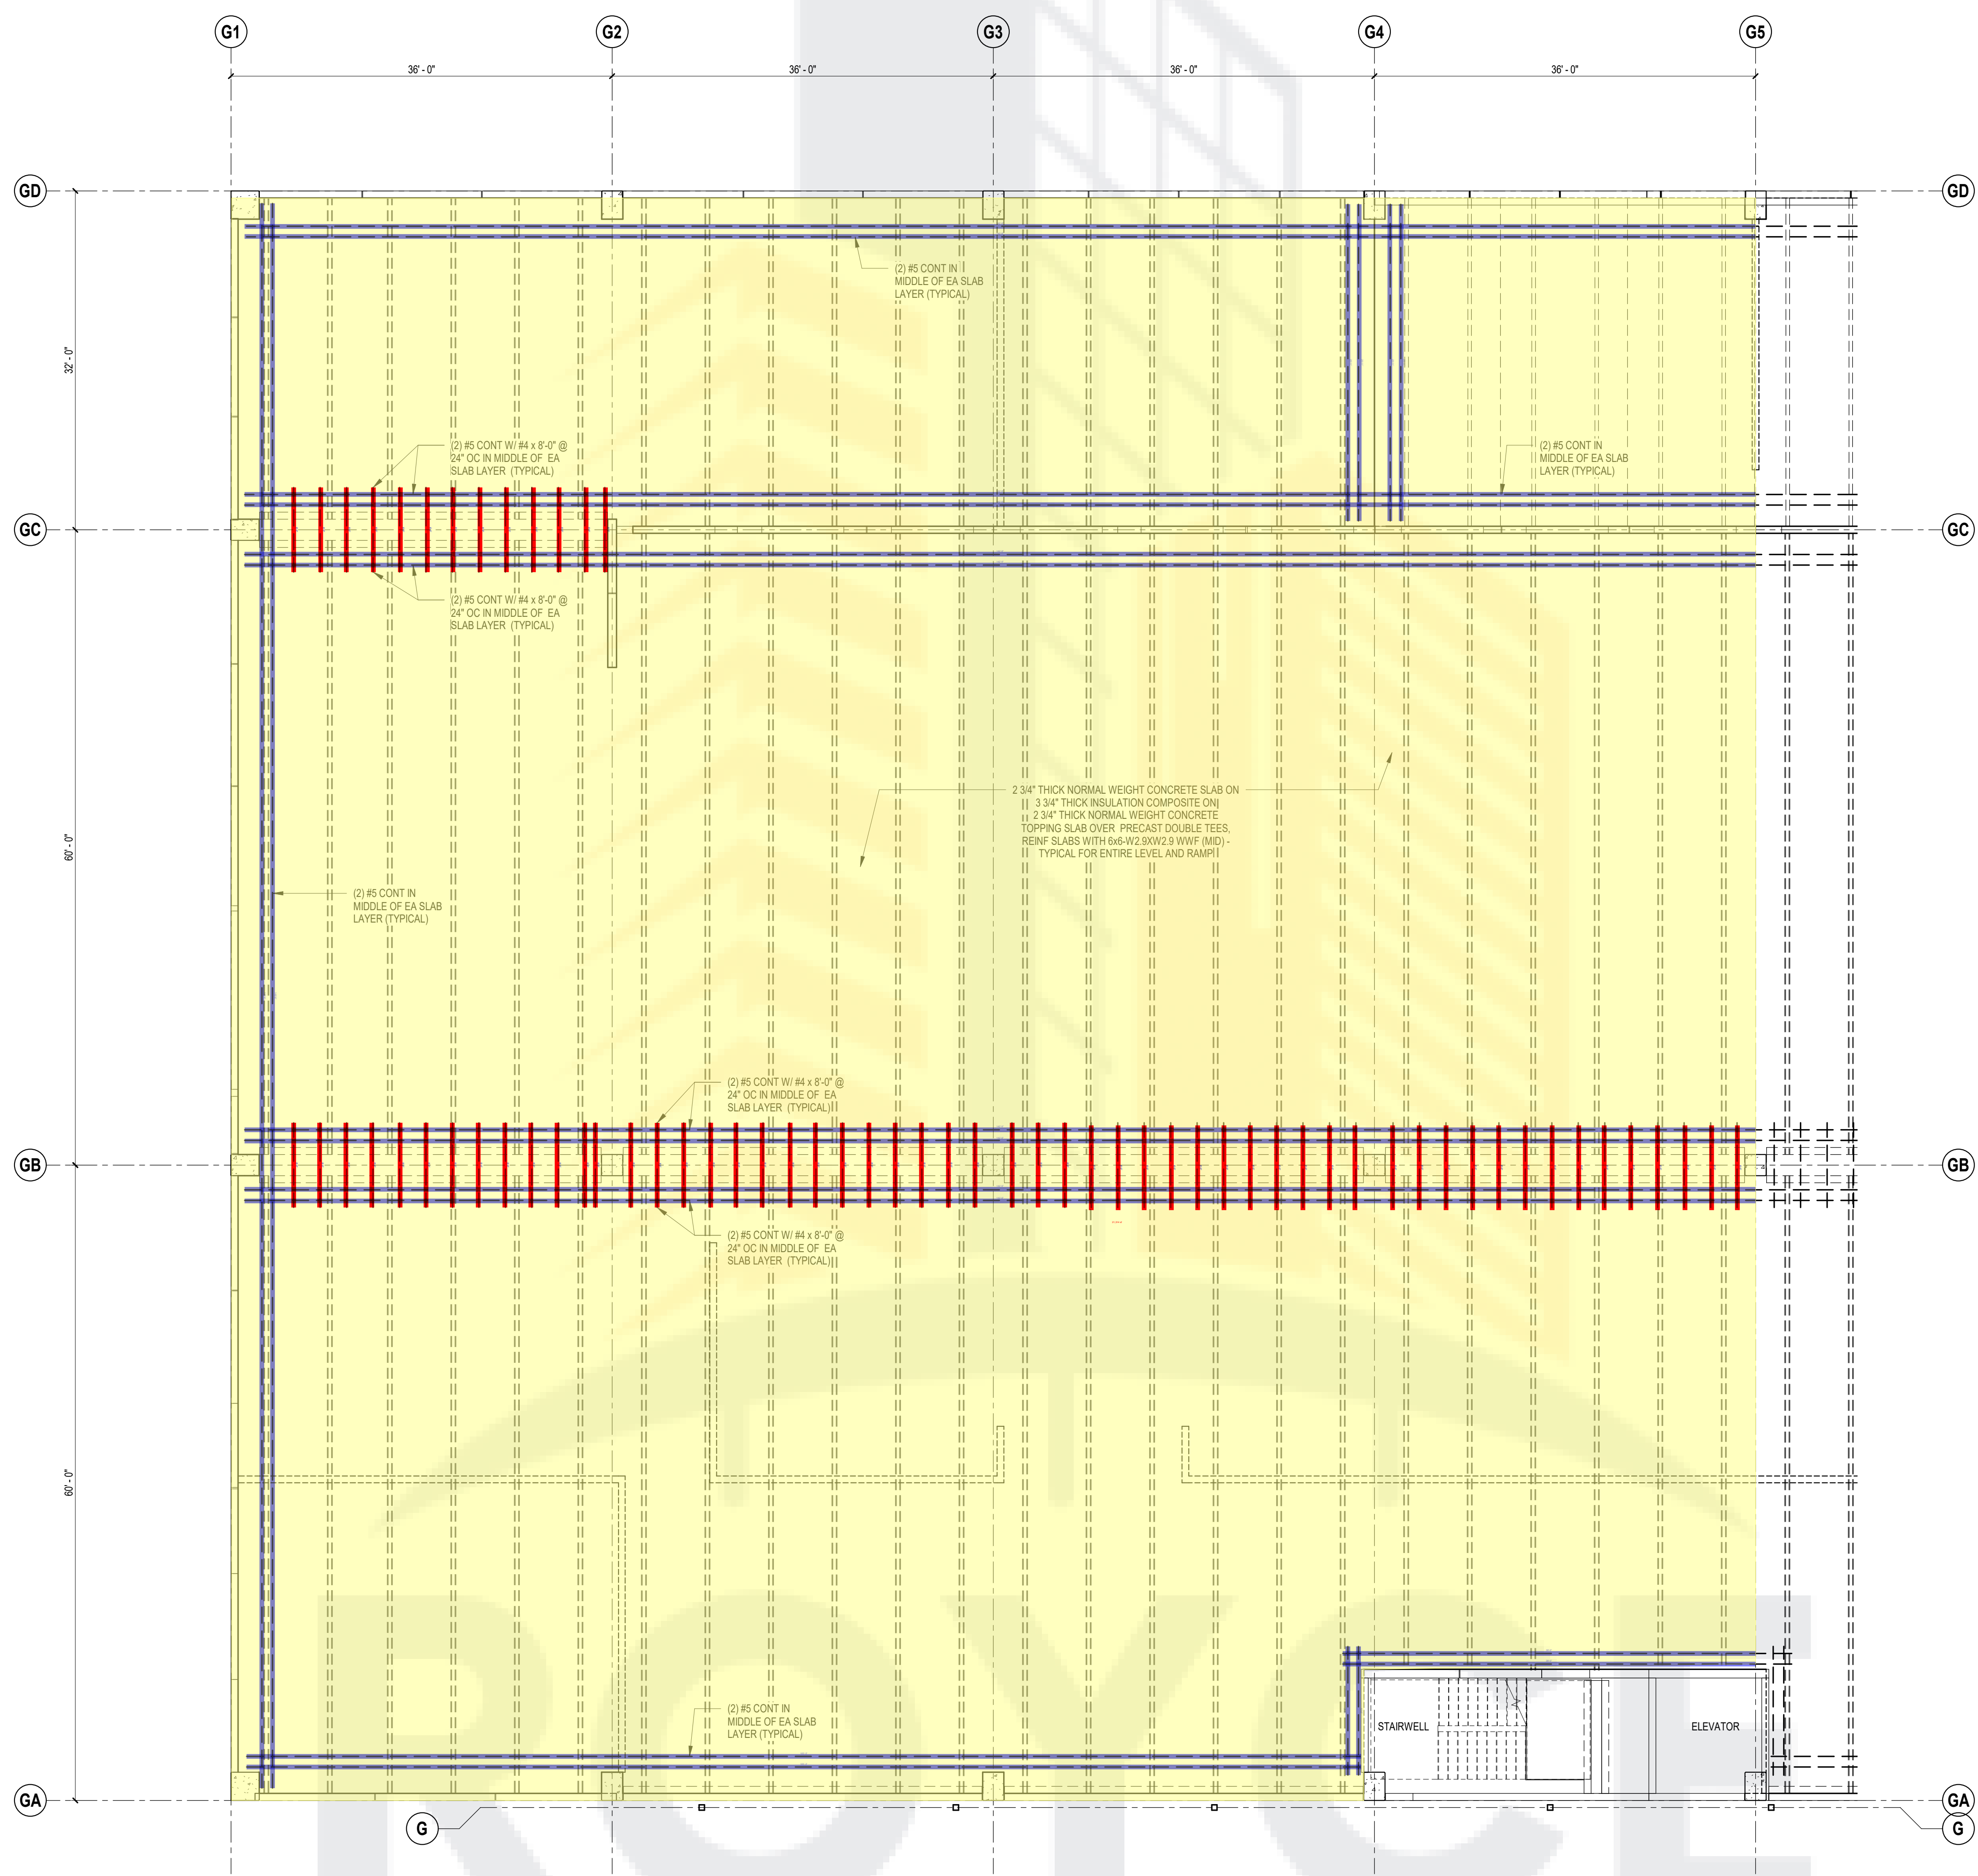 G1
G2
G3
G4
G5
36' - 0"
36' - 0"
36' - 0"
36' - 0"
GD
GD
(2) #5 CONT IN
MIDDLE OF EA SLAB
LAYER (TYPICAL)
32' - 0"
(2) #5 CONT W/ #4 x 8'-0" @
24" OC IN MIDDLE OF EA
SLAB LAYER (TYPICAL)
(2) #5 CONT IN
MIDDLE OF EA SLAB
LAYER (TYPICAL)
GC
GC
(2) #5 CONT W/ #4 x 8'-0" @
24" OC IN MIDDLE OF EA
SLAB LAYER (TYPICAL)
2 3/4" THICK NORMAL WEIGHT CONCRETE SLAB ON
3 3/4" THICK INSULATION COMPOSITE ON
2 3/4" THICK NORMAL WEIGHT CONCRETE
TOPPING SLAB OVER PRECAST DOUBLE TEES,
REINF SLABS WITH 6x6-W2.9XW2.9 WWF (MID) -
TYPICAL FOR ENTIRE LEVEL AND RAMP
60' - 0"
(2) #5 CONT IN
MIDDLE OF EA SLAB
LAYER (TYPICAL)
(2) #5 CONT W/ #4 x 8'-0" @
24" OC IN MIDDLE OF EA
SLAB LAYER (TYPICAL)
GB
GB
(2) #5 CONT W/ #4 x 8'-0" @
24" OC IN MIDDLE OF EA
SLAB LAYER (TYPICAL)
60' - 0"
(2) #5 CONT IN
MIDDLE OF EA SLAB
LAYER (TYPICAL)
STAIRWELL
ELEVATOR
GA
GA
G
G
ROYCE